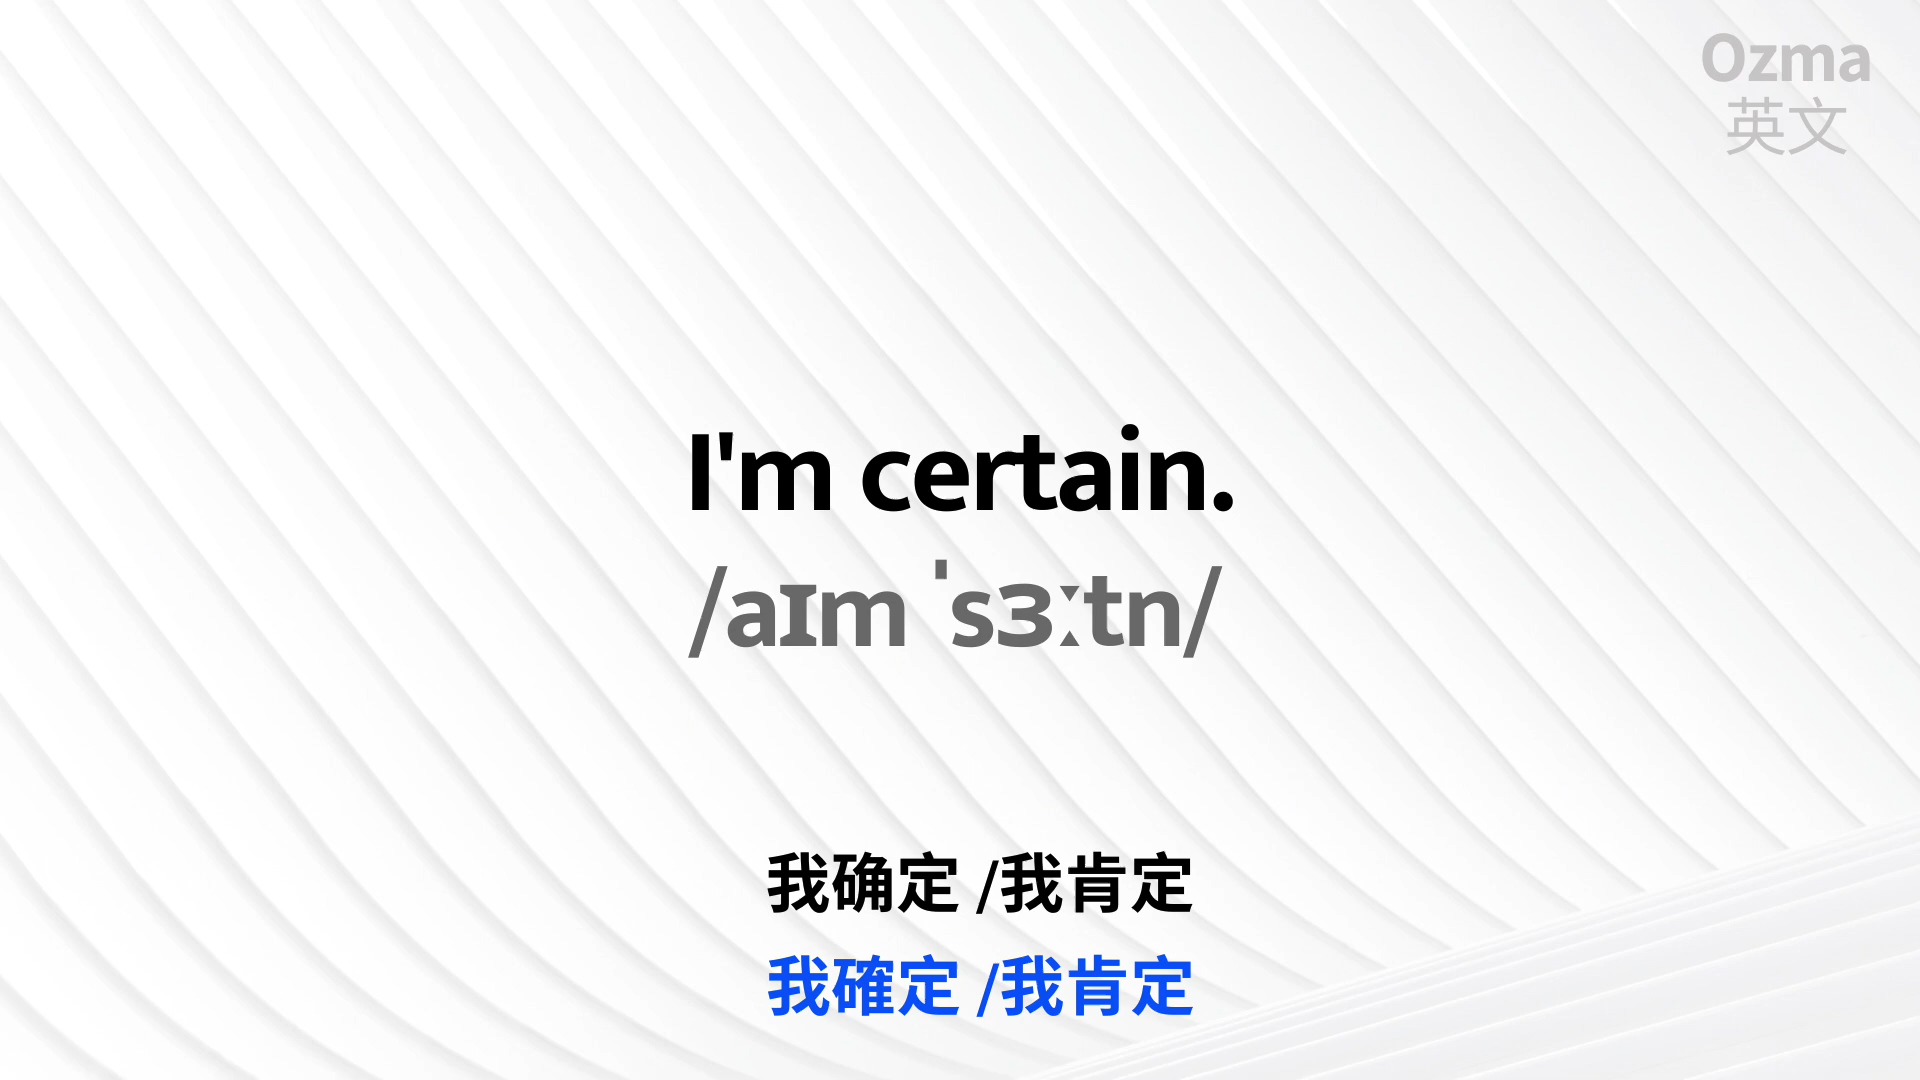 Ozma
英文
I'm certain.
/aɪm ˈsɜːtn/
我确定 /我肯定
我確定 /我肯定